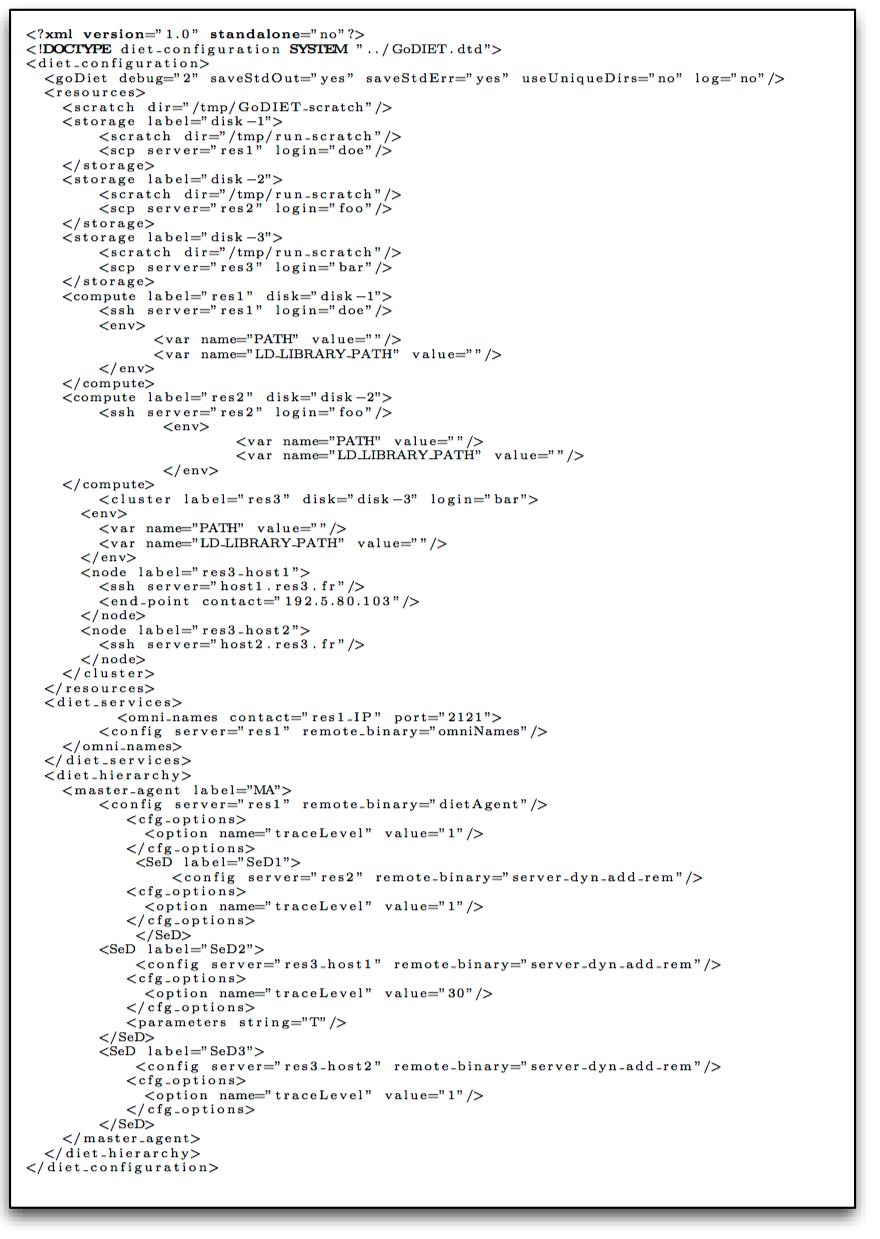 <?xml version="1.0" standalone="no"?>
<!DOCTYPE diet_configuration SYSTEM "../GoDIET.dtd">
<diet_configuration>
<goDiet debug="2" saveStdOut="yes" saveStdErr="yes" useUniqueDirs="no" log="no"/>
<resources>
<scratch dir="/tmp/GoDIET_scratch"/>
<storage label="disk-1">
<scratch dir="/tmp/run_scratch"/>
<scp server="res1" login="doe"/>
</storage>
<storage label="disk-2">
<scratch dir="/tmp/run_scratch"/>
<scp server="res2" login="foo"/>
</storage>
<storage label="disk-3">
<scratch dir="/tmp/run_scratch"/>
<scp server="res3" login="bar"/>
</storage>
<compute label="res1" disk="disk-1">
<ssh server="res1" login="doe"/>
<env>
<var name="PATH" value=""/>
<var name="LD_LIBRARY_PATH" value=""/>
</env>
</compute>
<compute label="res2" disk="disk-2">
<ssh server="res2" login="foo"/>
<env>
<var name="PATH" value=""/>
<var name="LD_LIBRARY_PATH" value=""/>
</env>
</compute>
<cluster label="res3" disk="disk-3" login="bar">
<env>
<var name="PATH" value=""/>
<var name="LD_LIBRARY_PATH" value=""/>
</env>
<node label="res3_host1">
<ssh server="host1.res3.fr"/>
<end_point contact="192.5.80.103"/>
</node>
<node label="res3_host2">
<ssh server="host2.res3.fr"/>
</node>
</cluster>
</resources>
<diet_services>
<omni_names contact="res1_IP" port="2121">
<config server="res1" remote_binary="omniNames"/>
</omni_names>
</diet_services>
<diet_hierarchy>
<master_agent label="MA">
<config server="res1" remote_binary="dietAgent"/>
<cfg_options>
<option name="traceLevel" value="1"/>
</cfg_options>
<SeD label="SeD1">
<config server="res2" remote_binary="server_dyn_add_rem"/>
<cfg_options>
<option name="traceLevel" value="1"/>
</cfg_options>
</SeD>
<SeD label="SeD2">
<config server="res3_host1" remote_binary="server_dyn_add_rem"/>
<cfg_options>
<option name="traceLevel" value="30"/>
</cfg_options>
<parameters string="T"/>
</SeD>
<SeD label="SeD3">
<config server="res3_host2" remote_binary="server_dyn_add_rem"/>
<cfg_options>
<option name="traceLevel" value="1"/>
</cfg_options>
</SeD>
</master_agent>
</diet_hierarchy>
</diet_configuration>